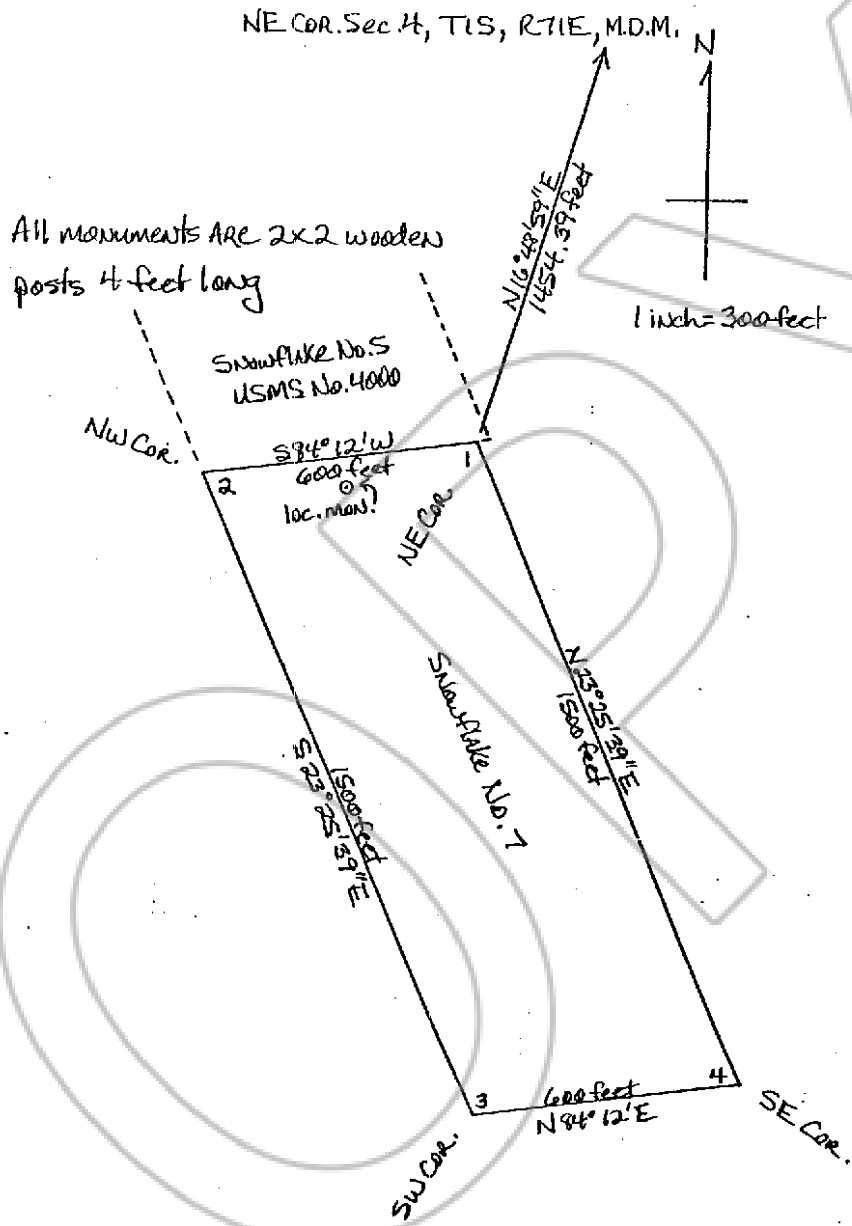 NE Cor. Sec. 4, T1S, R71E, M.D.M.
N
N16°48'59"E
1454.39 feet
All monuments Are 2x2 wooden
posts 4 feet long
1 inch = 300 feet
Snowflake No. 5
USMS No. 4000
NW Cor.
S84°12'W
600 feet
1
2
loc. mon.
NE Cor
Snowflake No. 7
N23°25'39"E
1500 feet
1500 feet
S23°25'39"E
3
600 feet
N84°12'E
4
SE Cor.
SW Cor.